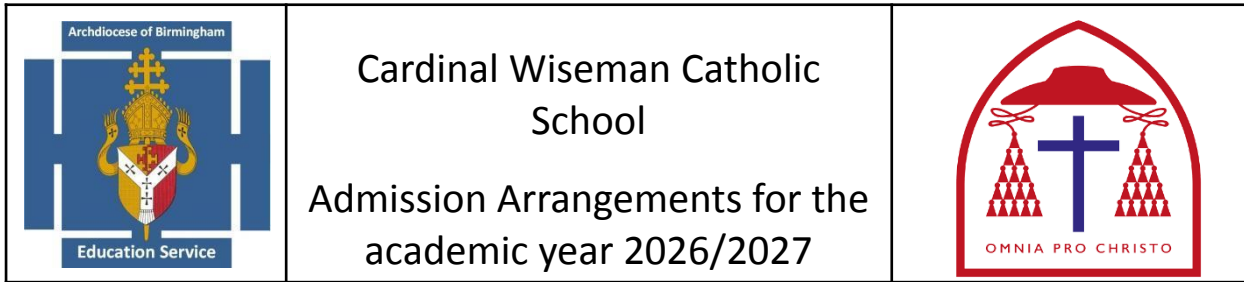 Archdiocese of Birmingham
Education Service
Cardinal Wiseman Catholic
School
Admission Arrangements for the
academic year 2026/2027
OMNIA PRO CHRISTO